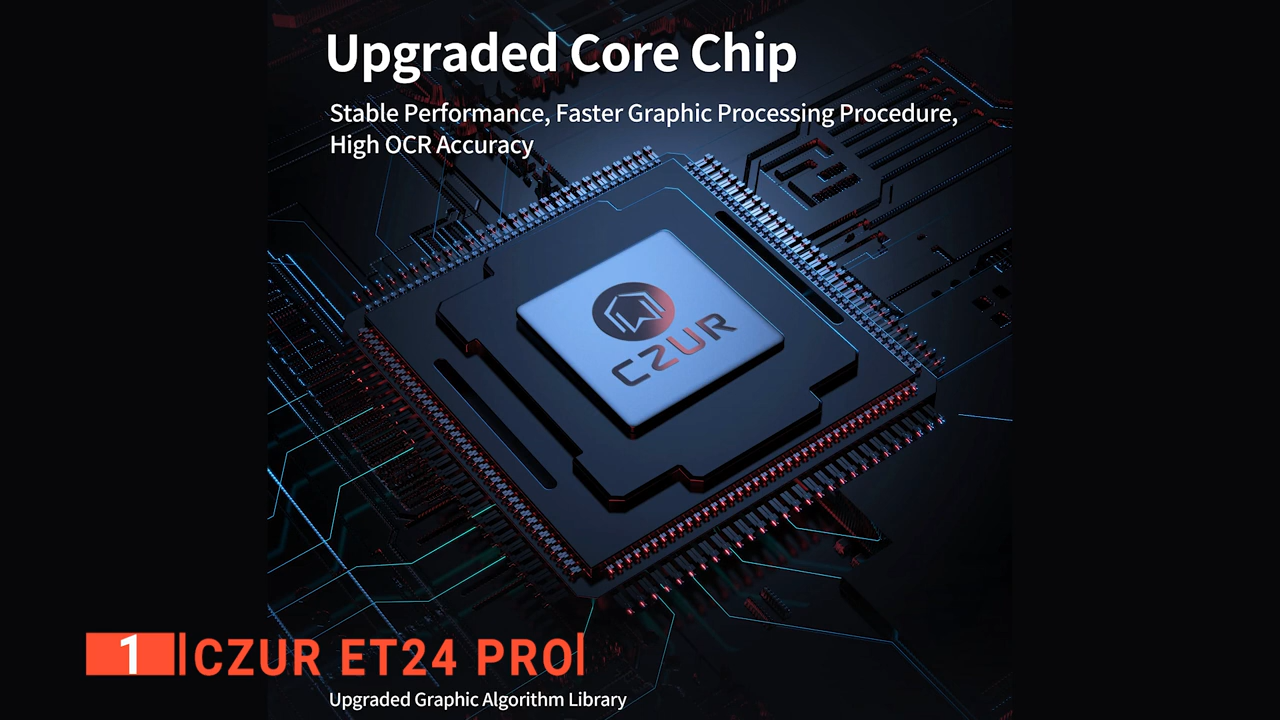 Upgraded Core Chip
Stable Performance, Faster Graphic Processing Procedure,
High OCR Accuracy
CZUR
1 CZUR ET24 PRO
Upgraded Graphic Algorithm Library